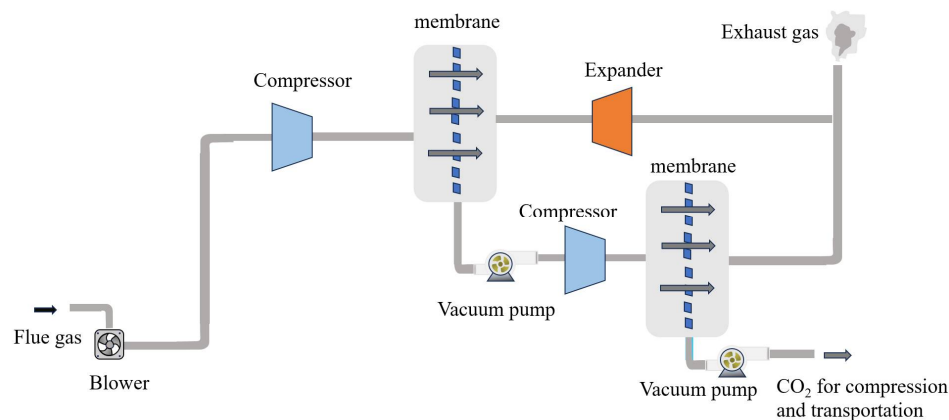 membrane
Exhaust gas
Compressor
Expander
membrane
Compressor
Vacuum pump
Flue gas
Blower
Vacuum pump
CO₂ for compression
and transportation